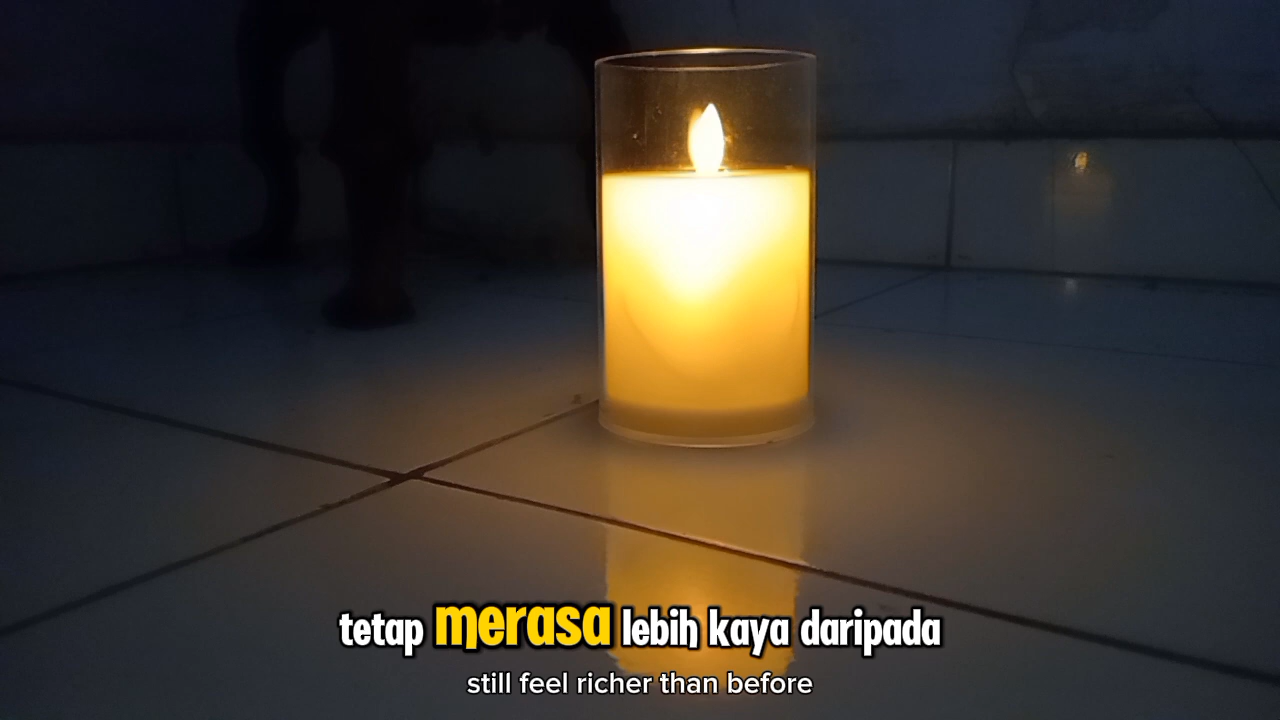 tetap merasa lebih kaya daripada
still feel richer than before